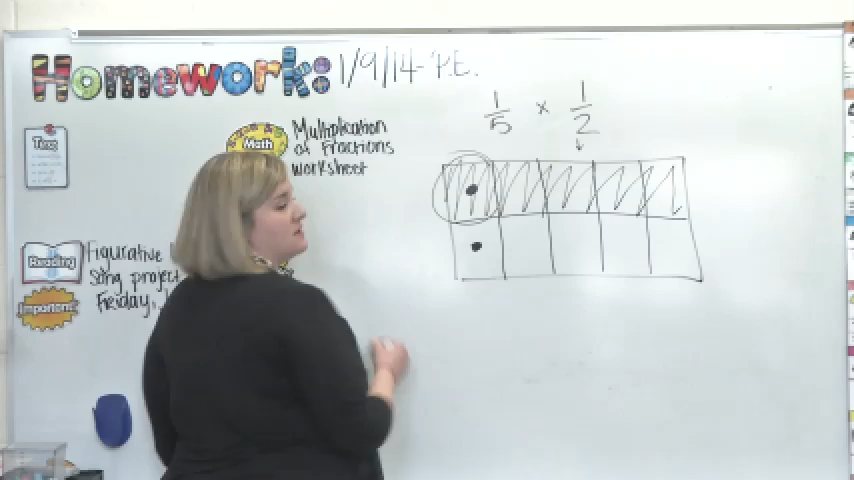 Homework: 1/9/14 - P.E.
1/5 x 1/2
Math
Multiplication
of Fractions
worksheet
Reading
Figurative
Song project
Friday,
Important!